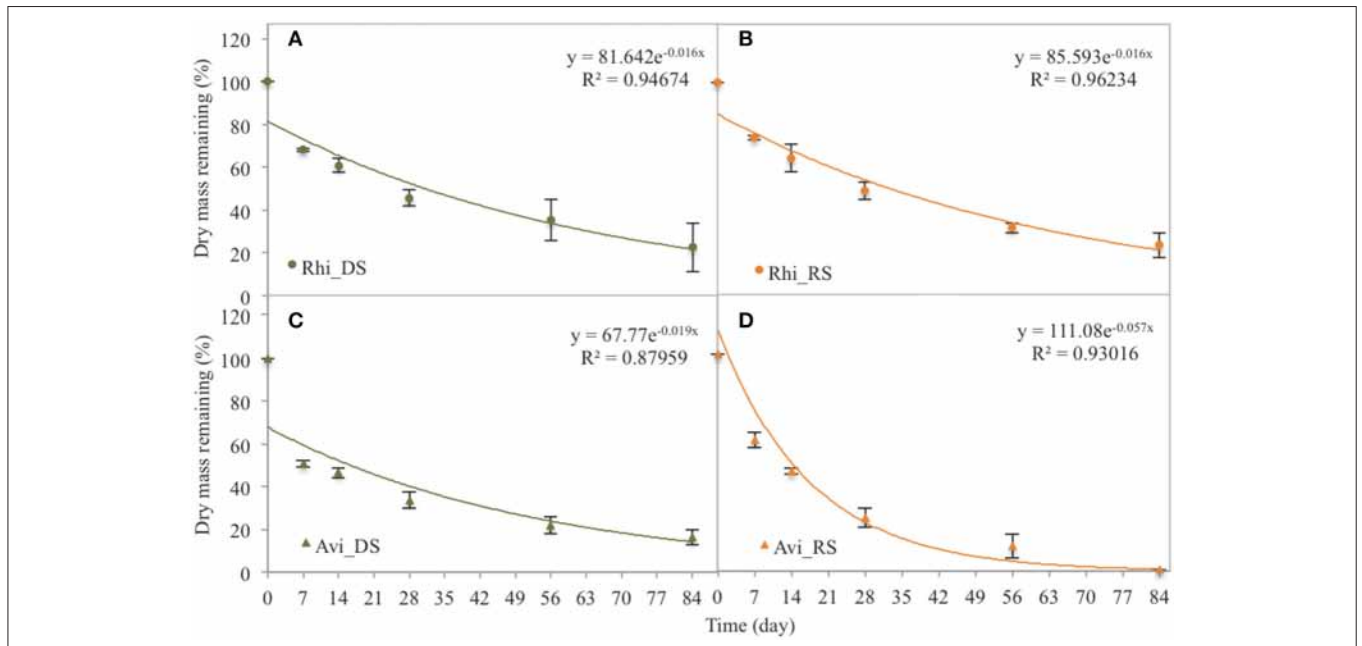 A
y = 81.642e^-0.016x
R² = 0.94674
Dry mass remaining (%)
120
100
80
60
40
20
0
Rhi_DS
B
y = 85.593e^-0.016x
R² = 0.96234
Rhi_RS
C
y = 67.77e^-0.019x
R² = 0.87959
Dry mass remaining (%)
120
100
80
60
40
20
0
Avi_DS
D
y = 111.08e^-0.057x
R² = 0.93016
Avi_RS
0 7 14 21 28 35 42 49 56 63 70 77 84
0 7 14 21 28 35 42 49 56 63 70 77 84
Time (day)